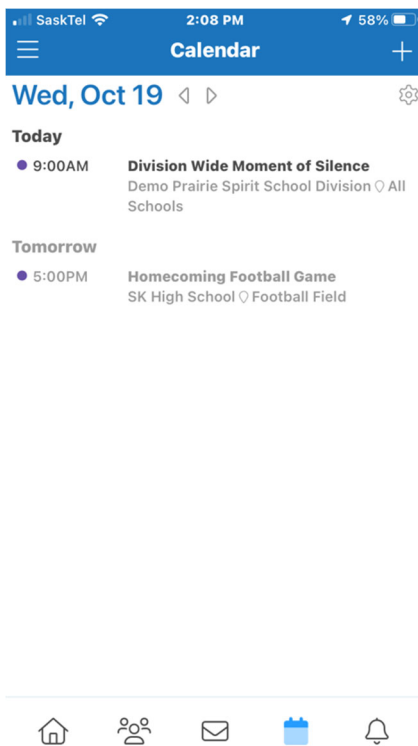 SaskTel 2:08 PM 58%
Calendar
Wed, Oct 19
Today
9:00AM Division Wide Moment of Silence
Demo Prairie Spirit School Division All
Schools
Tomorrow
5:00PM Homecoming Football Game
SK High School Football Field